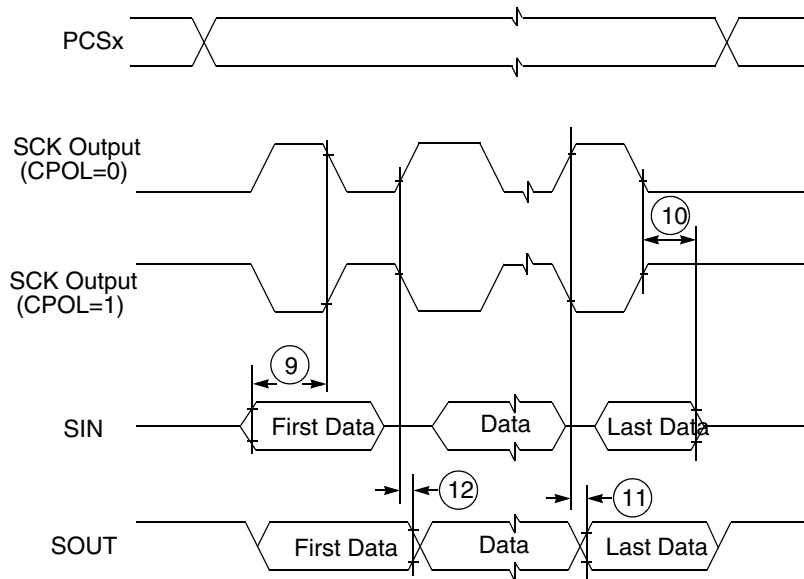 PCSx
SCK Output
(CPOL=0)
10
SCK Output
(CPOL=1)
9
SIN
First Data
Data
Last Data
12
11
SOUT
First Data
Data
Last Data